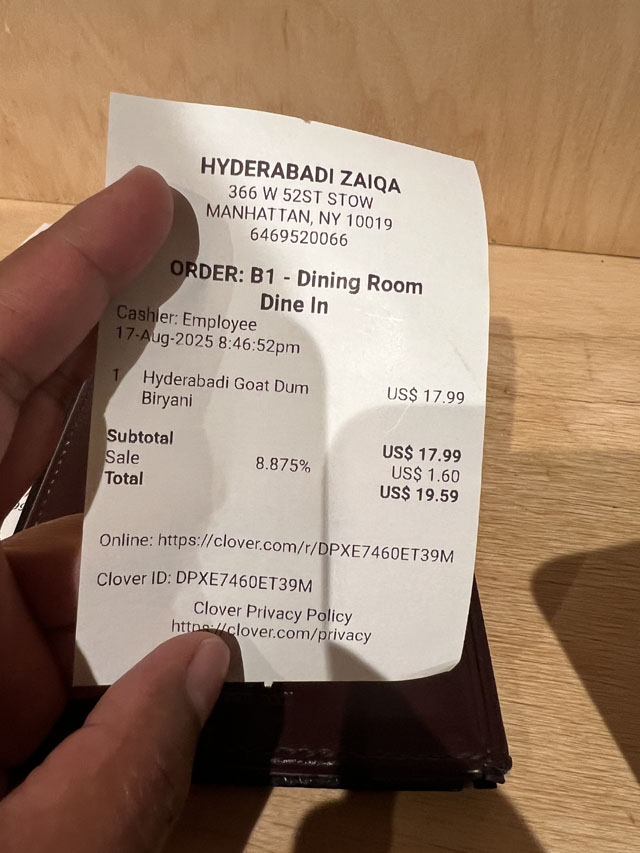 HYDERABADI ZAIQA
366 W 52ST STOW
MANHATTAN, NY 10019
6469520066
ORDER: B1 - Dining Room
Dine In
Cashier: Employee
17-Aug-2025 8:46:52pm
1 Hyderabadi Goat Dum US$ 17.99
Biryani
Subtotal US$ 17.99
Sale 8.875% US$ 1.60
Total US$ 19.59
Online: https://clover.com/r/DPXE7460ET39M
Clover ID: DPXE7460ET39M
Clover Privacy Policy
https://clover.com/privacy